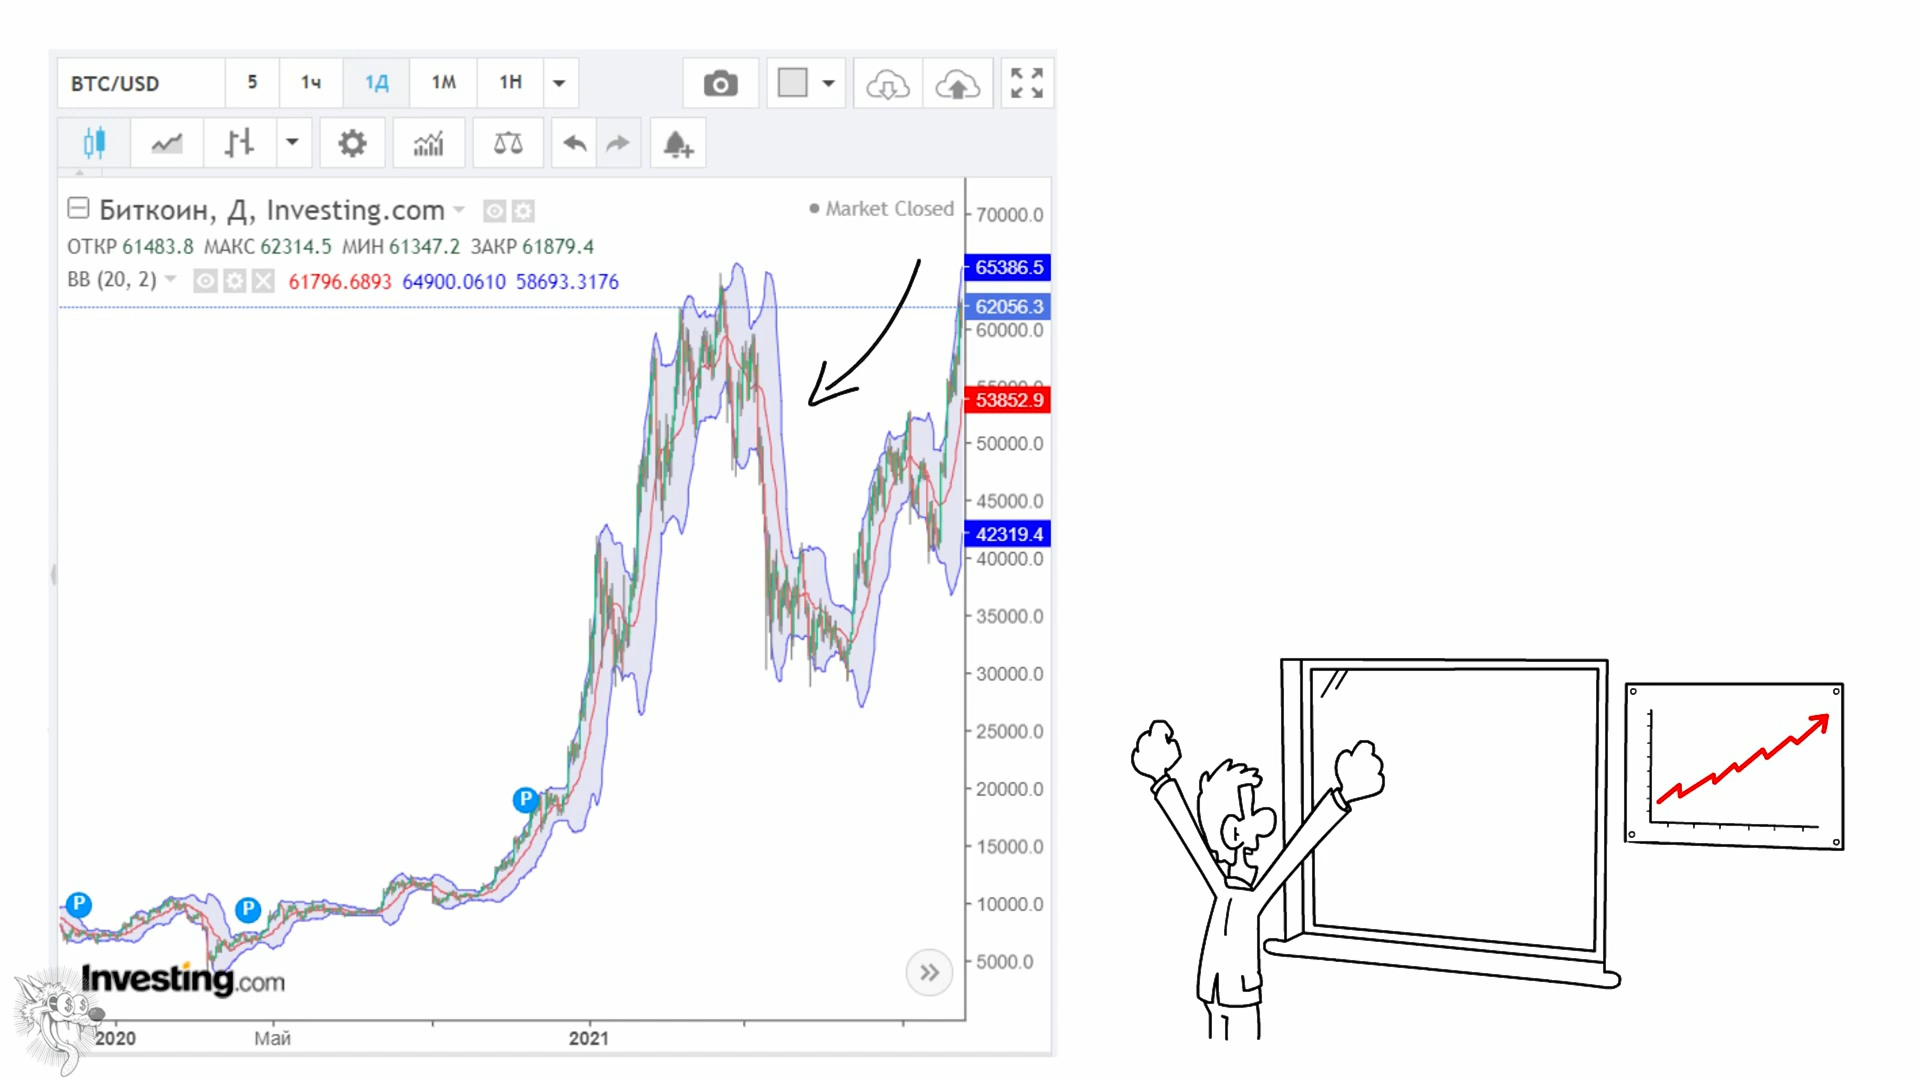 BTC/USD 5 1ч 1Д 1М 1Н
Биткоин, Д, Investing.com
Market Closed
ОТКР 61483.8 МАКС 62314.5 МИН 61347.2 ЗАКР 61879.4
BB (20, 2) 61796.6893 64900.0610 58693.3176
70000.0
65386.5
62056.3
60000.0
55000.0
53852.9
50000.0
45000.0
42319.4
40000.0
35000.0
30000.0
25000.0
20000.0
15000.0
10000.0
5000.0
P
P
P
Investing.com
2020 Май 2021